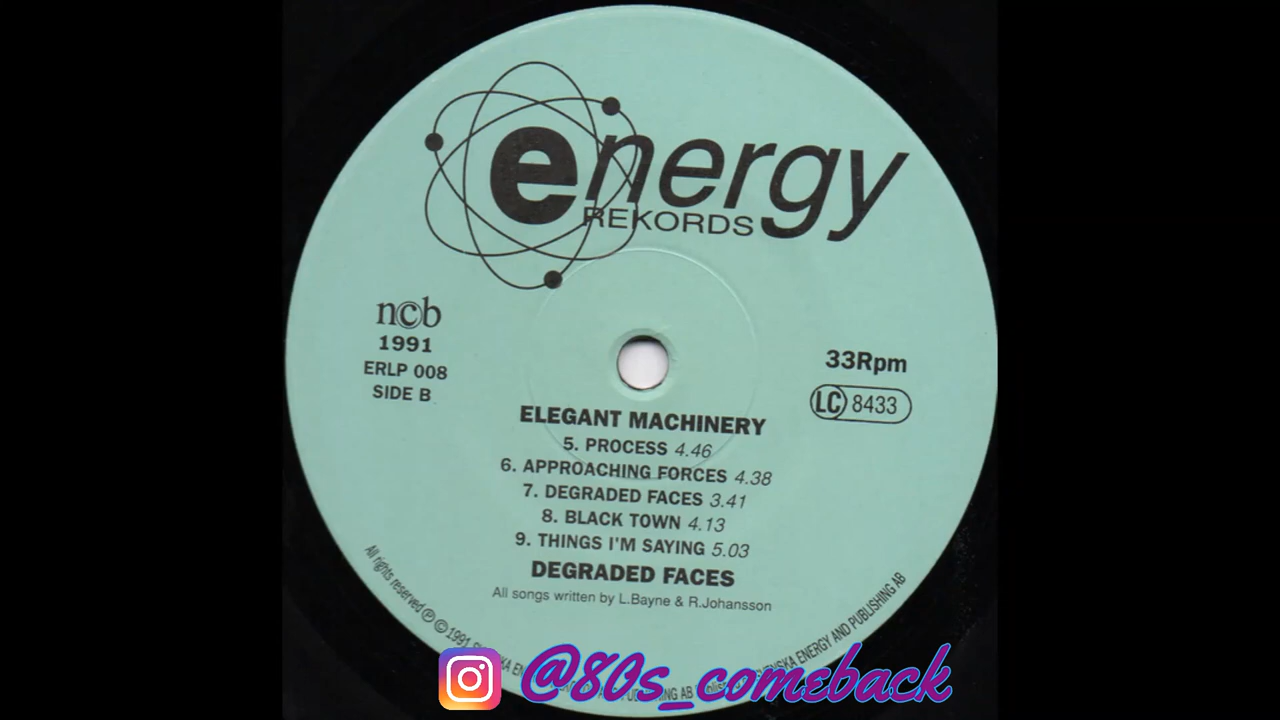 energy
REKORDS
ncb
1991
ERLP 008
SIDE B
33Rpm
LC 8433
ELEGANT MACHINERY
5. PROCESS 4.46
6. APPROACHING FORCES 4.38
7. DEGRADED FACES 3.41
8. BLACK TOWN 4.13
9. THINGS I'M SAYING 5.03
DEGRADED FACES
All songs written by L.Bayne & R.Johansson
All rights reserved Ⓟ © 1991 ENERGY AND PUBLISHING AB
@80s_comeback